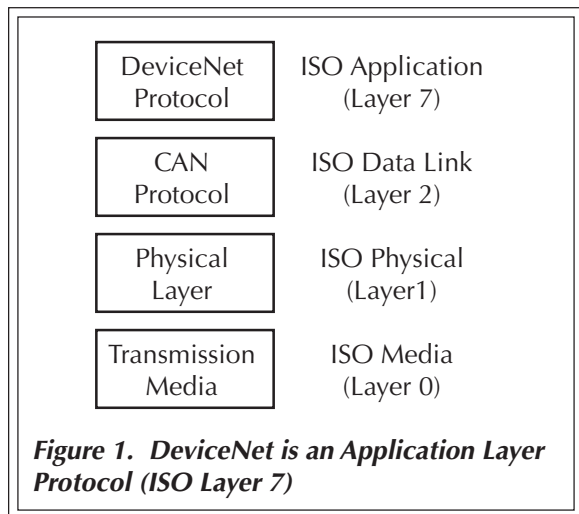 DeviceNet Protocol
ISO Application (Layer 7)
CAN Protocol
ISO Data Link (Layer 2)
Physical Layer
ISO Physical (Layer1)
Transmission Media
ISO Media (Layer 0)
Figure 1. DeviceNet is an Application Layer
Protocol (ISO Layer 7)